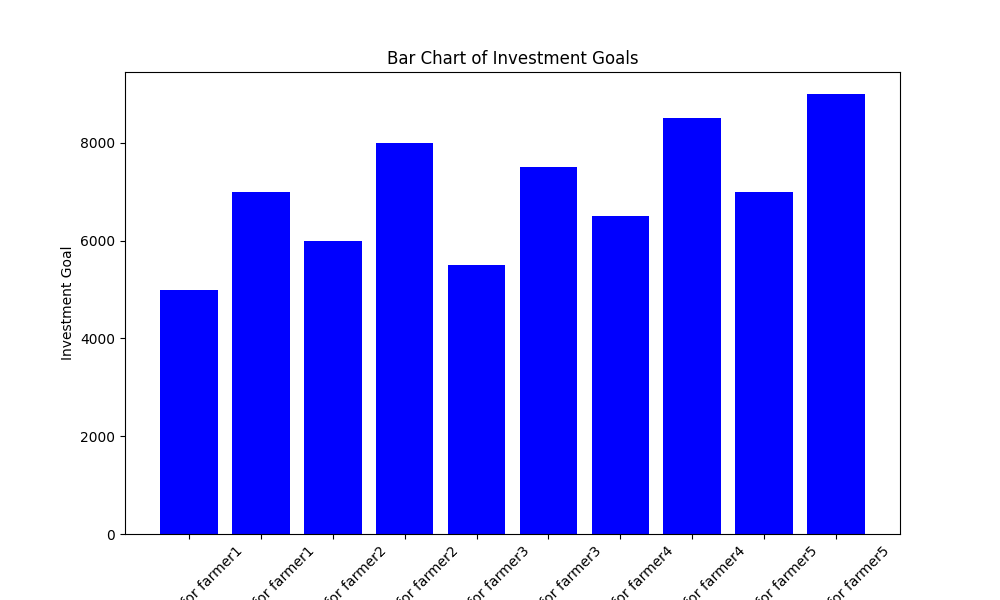 Bar Chart of Investment Goals
Investment Goal
8000
6000
4000
2000
0
for farmer1
for farmer1
for farmer2
for farmer2
for farmer3
for farmer3
for farmer4
for farmer4
for farmer5
for farmer5